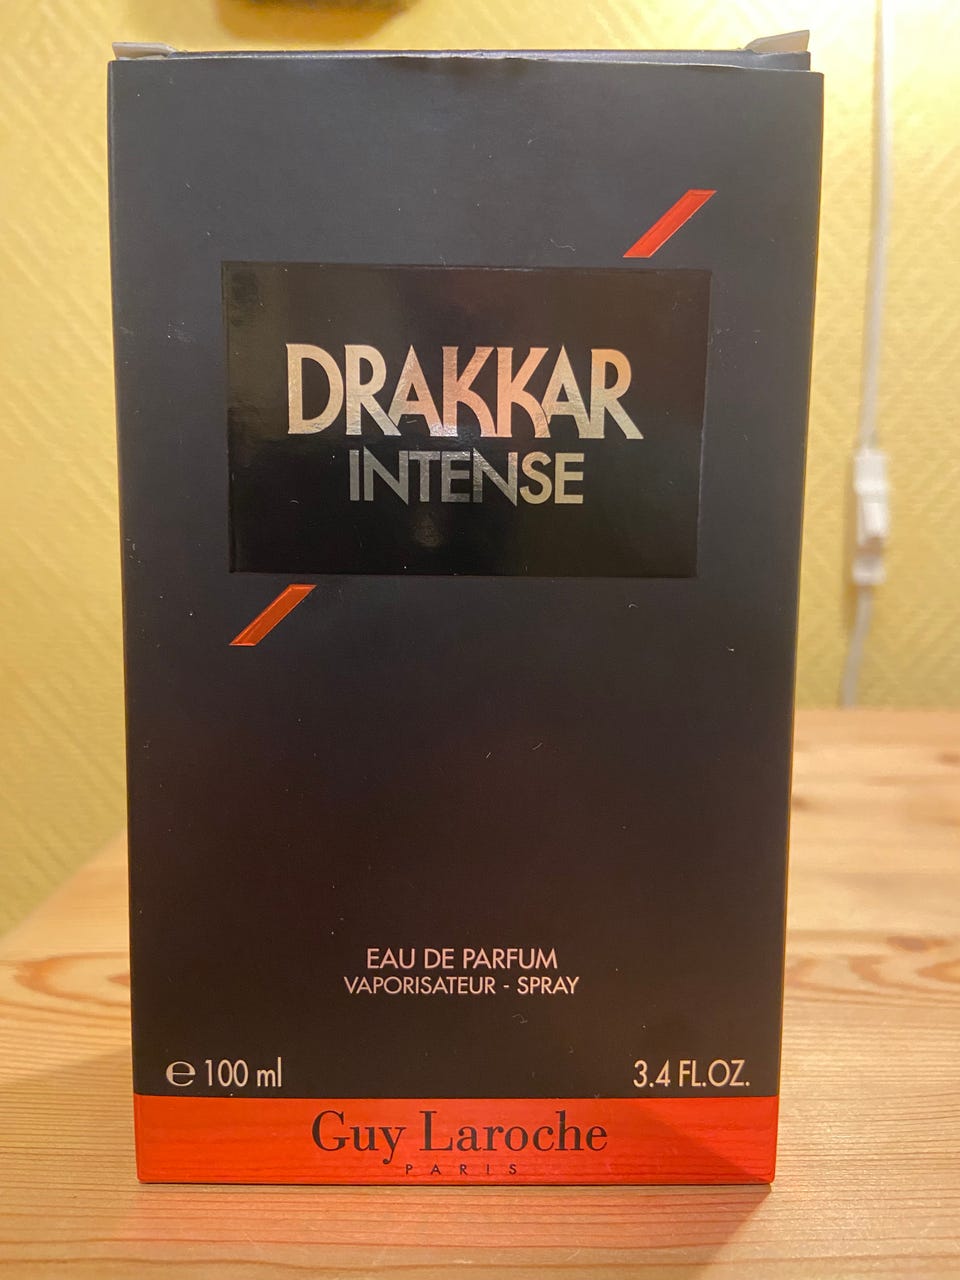 DRAKKAR
INTENSE
EAU DE PARFUM
VAPORISATEUR - SPRAY
℮ 100 ml
3.4 FL.OZ.
Guy Laroche
PARIS